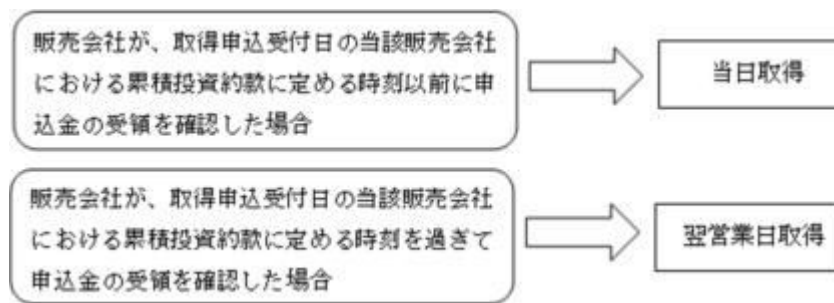 販売会社が、取得申込受付日の当該販売会社
における累積投資約款に定める時刻以前に申
込金の受領を確認した場合
当日取得
販売会社が、取得申込受付日の当該販売会社
における累積投資約款に定める時刻を過ぎて
申込金の受領を確認した場合
翌営業日取得